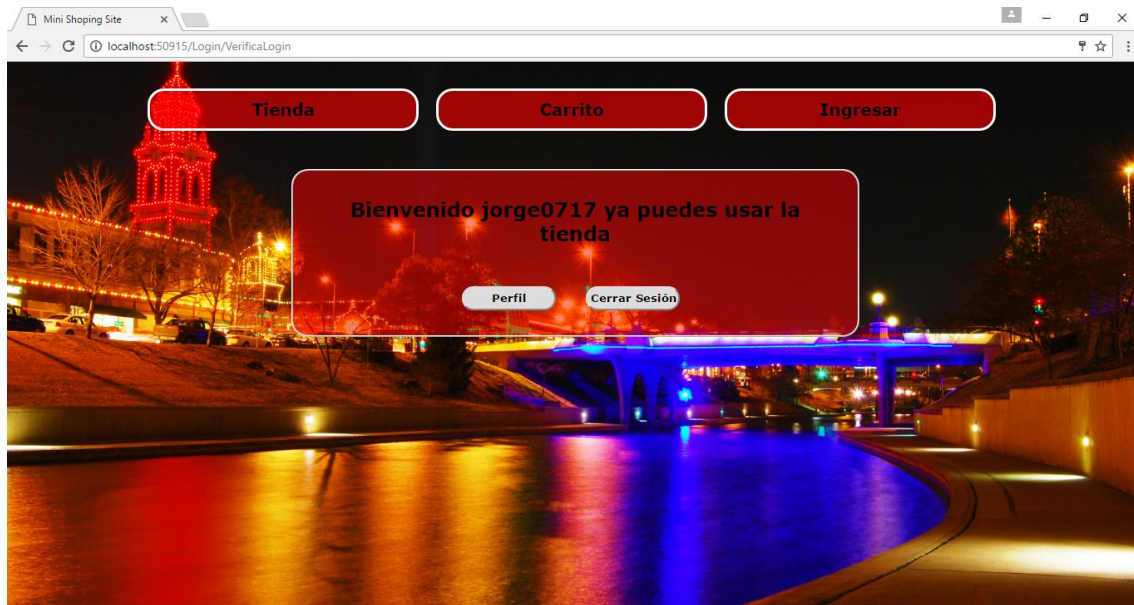 Mini Shoping Site
localhost:50915/Login/VerificaLogin
Tienda Carrito Ingresar
Bienvenido jorge0717 ya puedes usar la
tienda
Perfil Cerrar Sesión